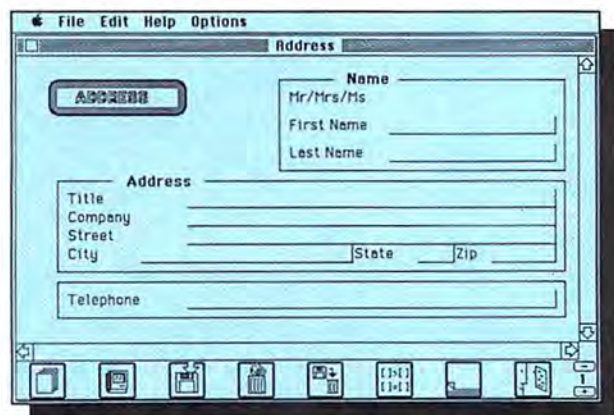 File Edit Help Options
Address
ADDRESS
Name
Mr/Mrs/Ms
First Name
Last Name
Address
Title
Company
Street
City State Zip
Telephone
1